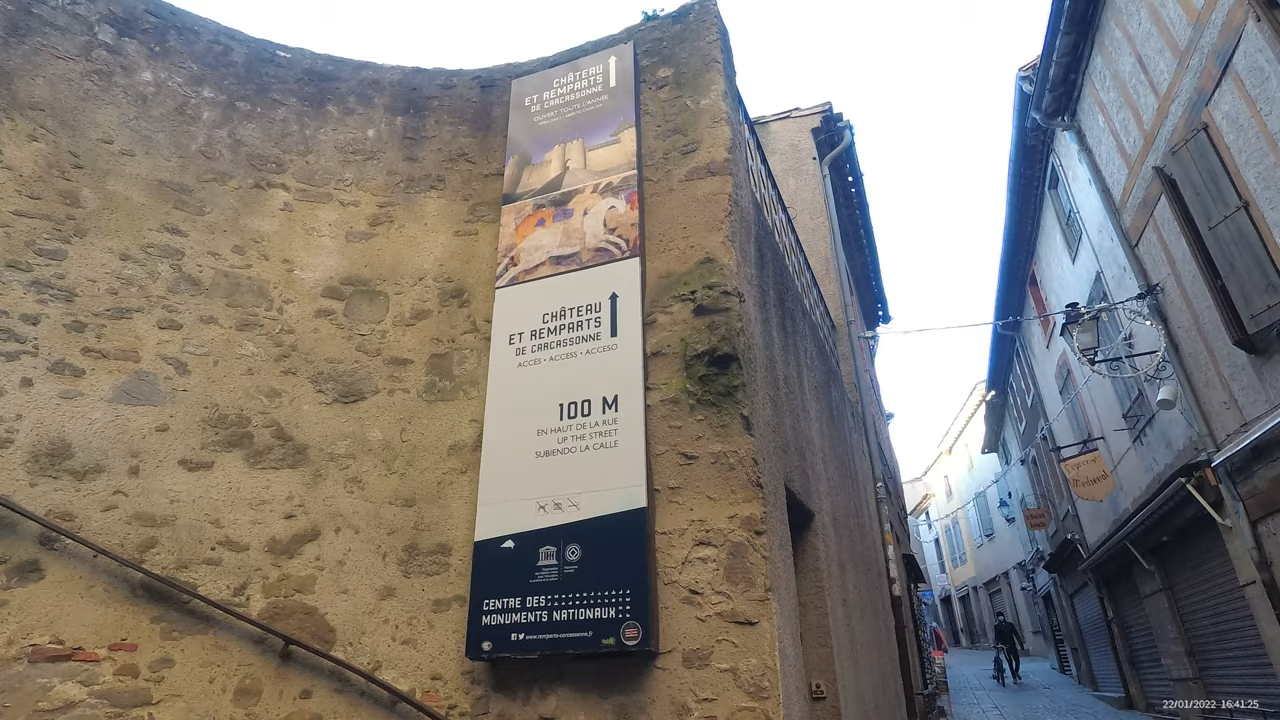 CHÂTEAU
ET REMPARTS
DE CARCASSONNE
OUVERT TOUTE L'ANNÉE
CHÂTEAU
ET REMPARTS
DE CARCASSONNE
ACCÈS • ACCESS • ACCESO
100 M
EN HAUT DE LA RUE
UP THE STREET
SUBIENDO LA CALLE
CENTRE DES
MONUMENTS NATIONAUX
www.remparts-carcassonne.fr
Medieval
22/01/2022 16:41:25